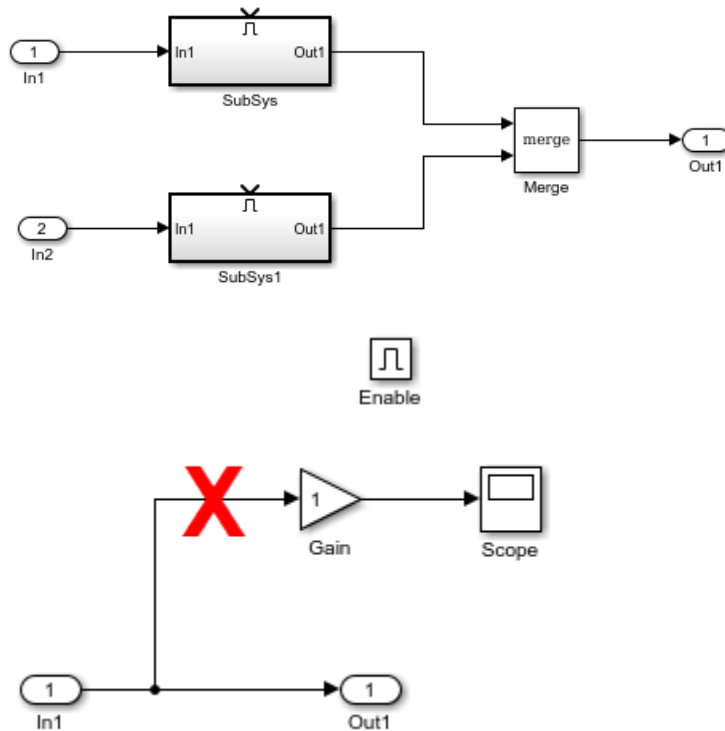 1
In1
In1
Out1
SubSys
merge
Merge
1
Out1
2
In2
In1
Out1
SubSys1
Enable
1
Gain
Scope
1
In1
1
Out1